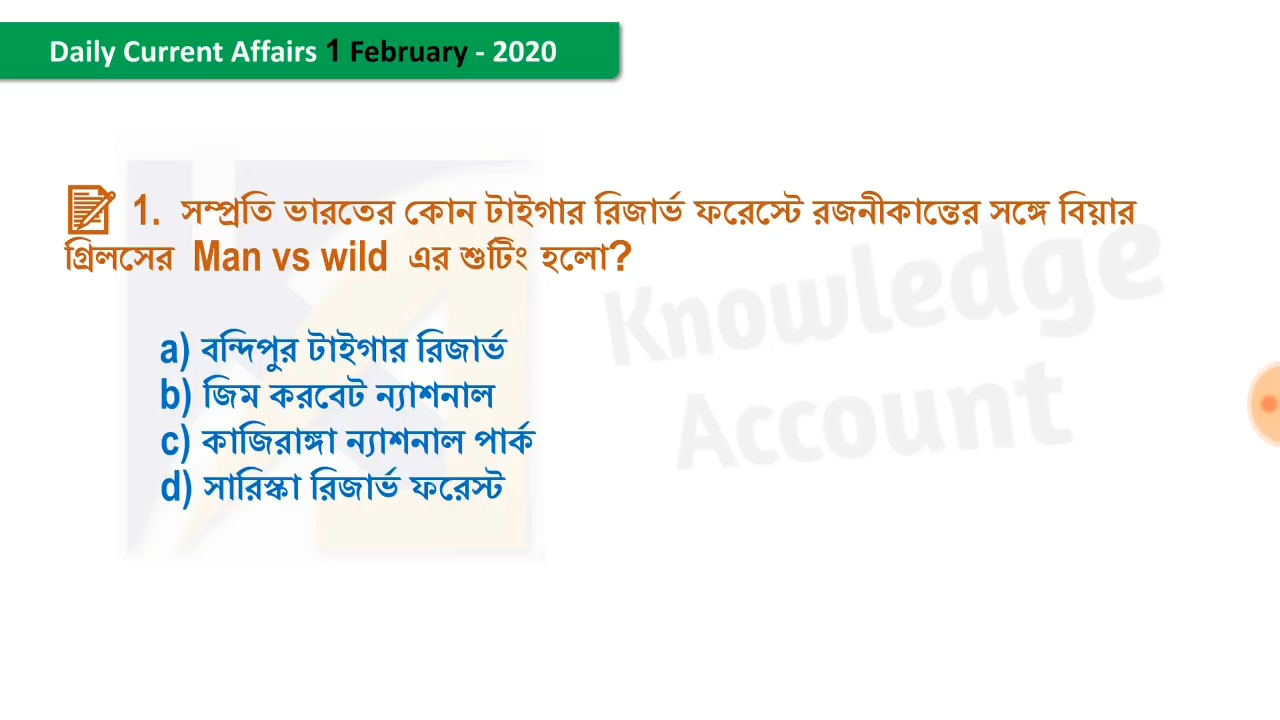 Daily Current Affairs 1 February - 2020
1. সম্প্রতি ভারতের কোন টাইগার রিজার্ভ ফরেস্টে রজনীকান্তের সঙ্গে বিয়ার
গ্রিলসের Man vs wild এর শুটিং হলো?
a) বন্দিপুর টাইগার রিজার্ভ
b) জিম করবেট ন্যাশনাল
c) কাজিরাঙ্গা ন্যাশনাল পার্ক
d) সারিস্কা রিজার্ভ ফরেস্ট
Knowledge
Account